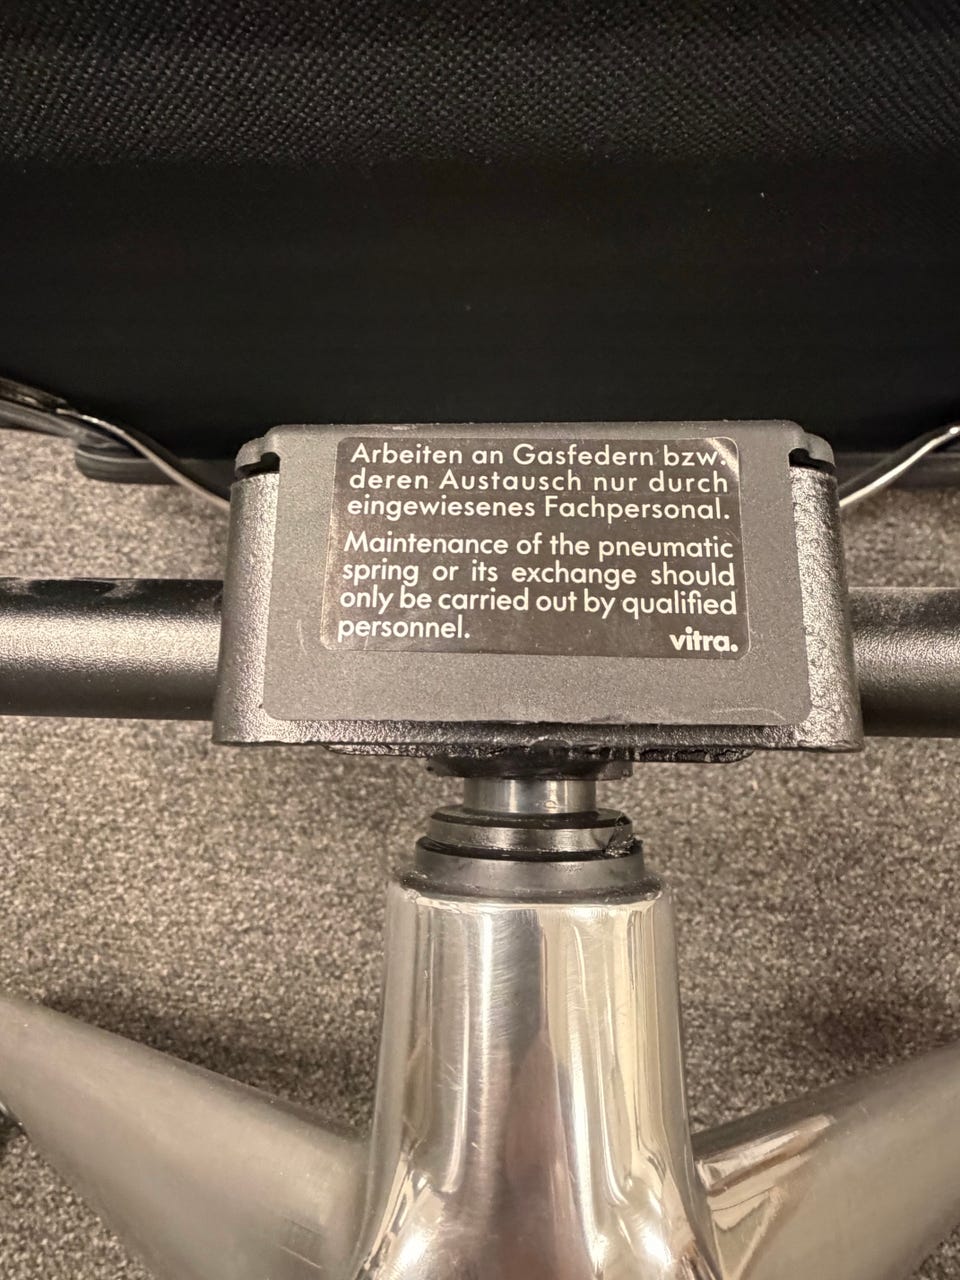 Arbeiten an Gasfedern bzw.
deren Austausch nur durch
eingewiesenes Fachpersonal.
Maintenance of the pneumatic
spring or its exchange should
only be carried out by qualified
personnel.
vitra.